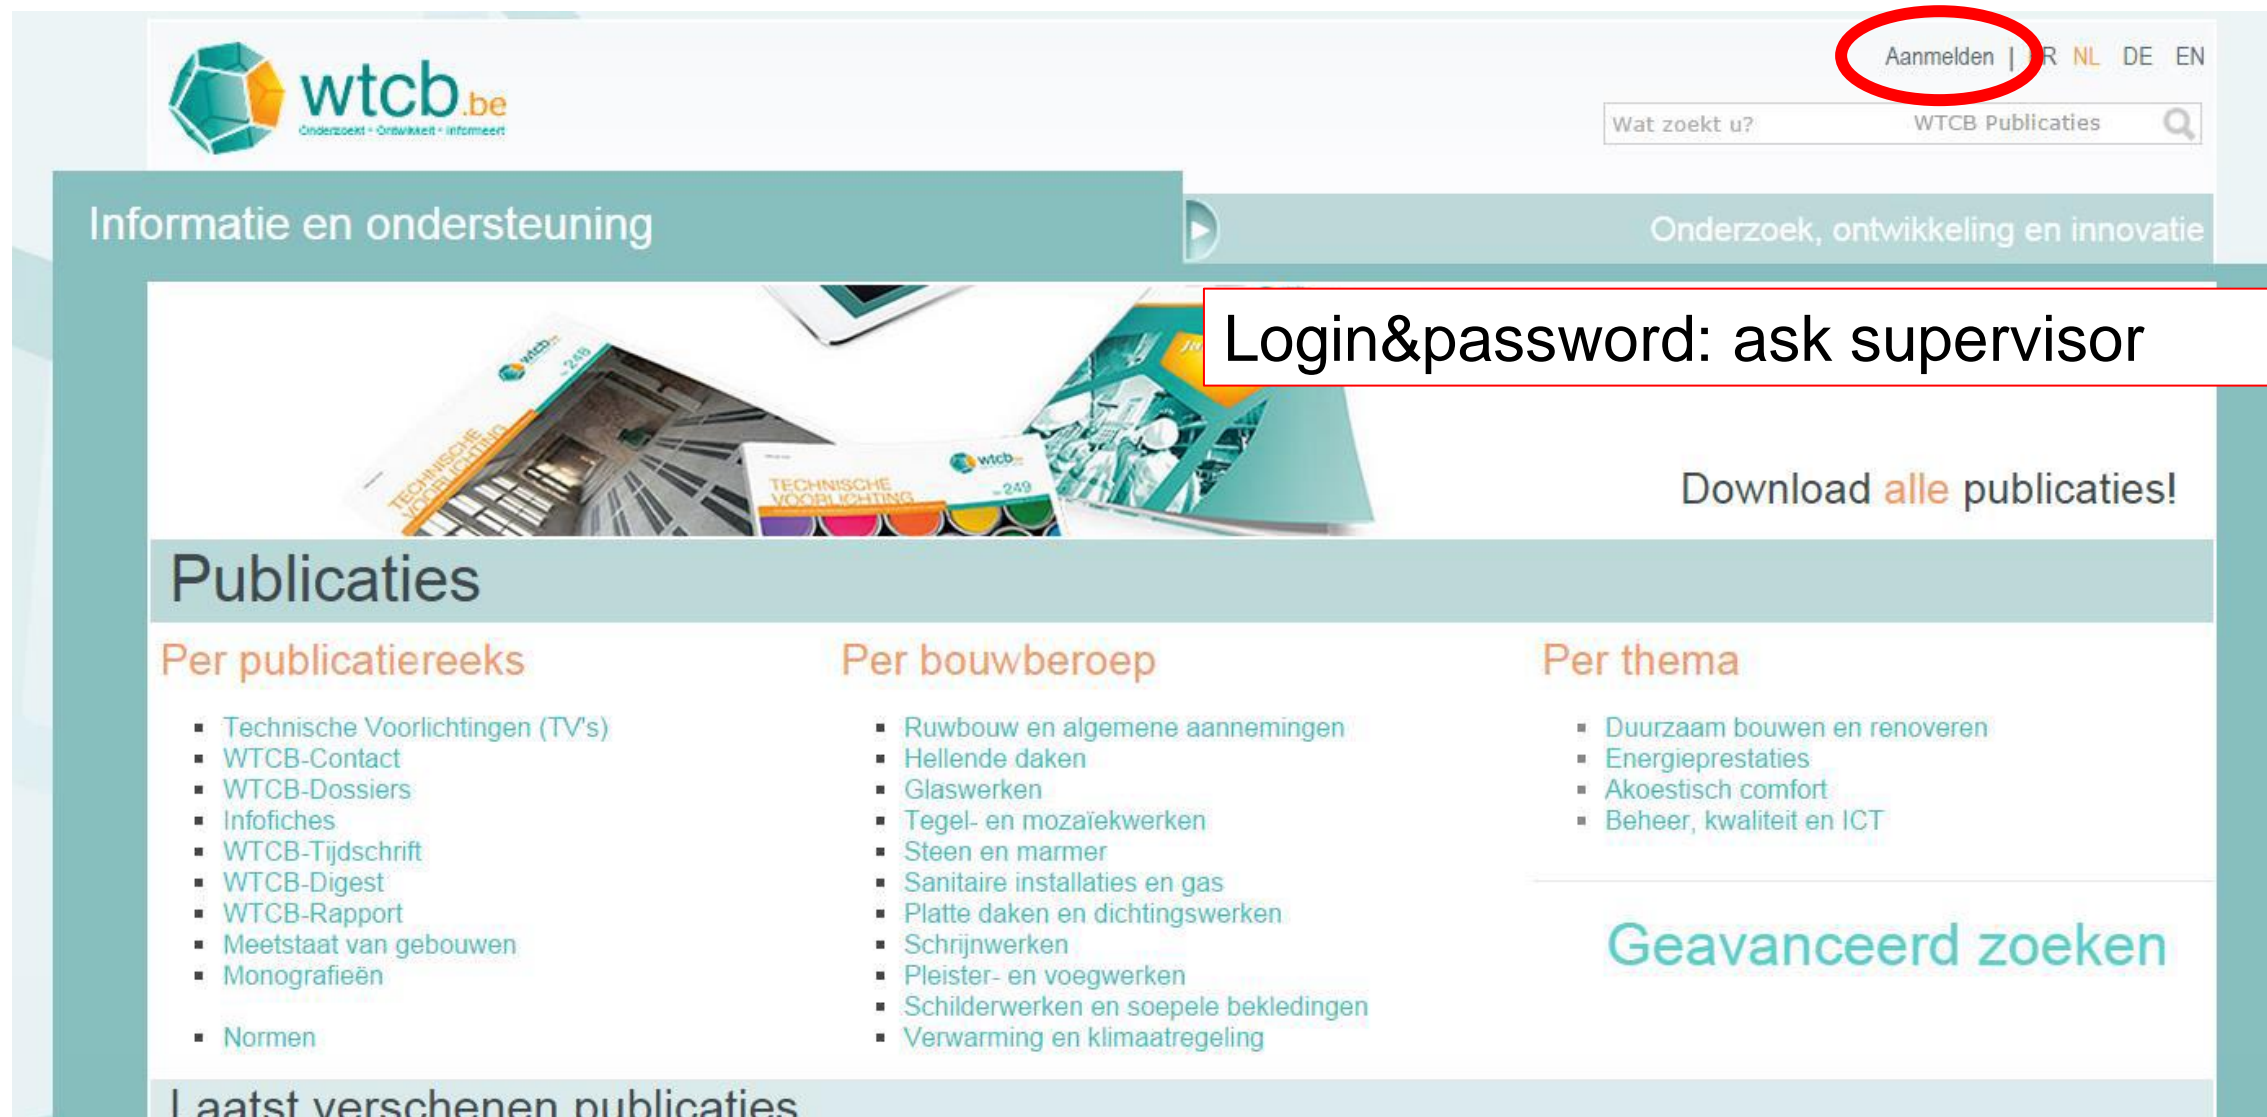 wtcb.be
Onderzoekt • Ontwikkelt • Informeert
Aanmelden | R NL DE EN
Wat zoekt u? WTCB Publicaties
Informatie en ondersteuning
Onderzoek, ontwikkeling en innovatie
Login&password: ask supervisor
wtcb
248
TECHNISCHE
VOORLICHTING
wtcb
249
TECHNISCHE
VOORLICHTING
Download alle publicaties!
Publicaties
Per publicatiereeks
Technische Voorlichtingen (TV's)
WTCB-Contact
WTCB-Dossiers
Infofiches
WTCB-Tijdschrift
WTCB-Digest
WTCB-Rapport
Meetstaat van gebouwen
Monografieën
Normen
Per bouwberoep
Ruwbouw en algemene aannemingen
Hellende daken
Glaswerken
Tegel- en mozaïekwerken
Steen en marmer
Sanitaire installaties en gas
Platte daken en dichtingswerken
Schrijnwerken
Pleister- en voegwerken
Schilderwerken en soepele bekledingen
Verwarming en klimaatregeling
Per thema
Duurzaam bouwen en renoveren
Energieprestaties
Akoestisch comfort
Beheer, kwaliteit en ICT
Geavanceerd zoeken
Laatst verschenen publicaties